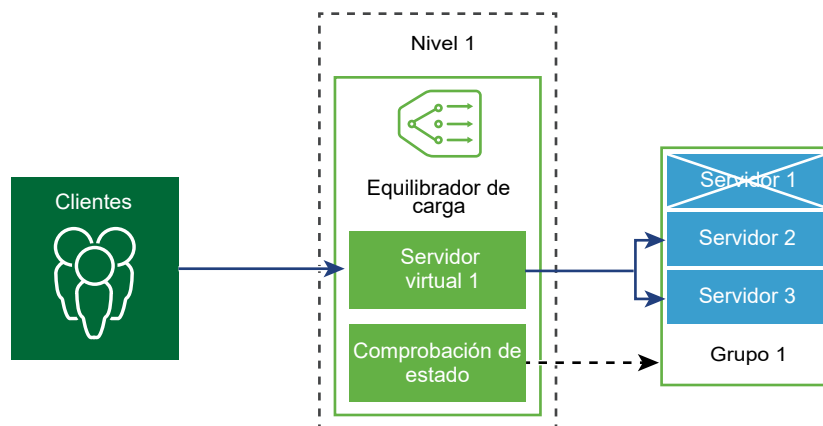 Nivel 1
Equilibrador de
carga
Clientes
Servidor
virtual 1
Comprobación de
estado
Servidor 1
Servidor 2
Servidor 3
Grupo 1